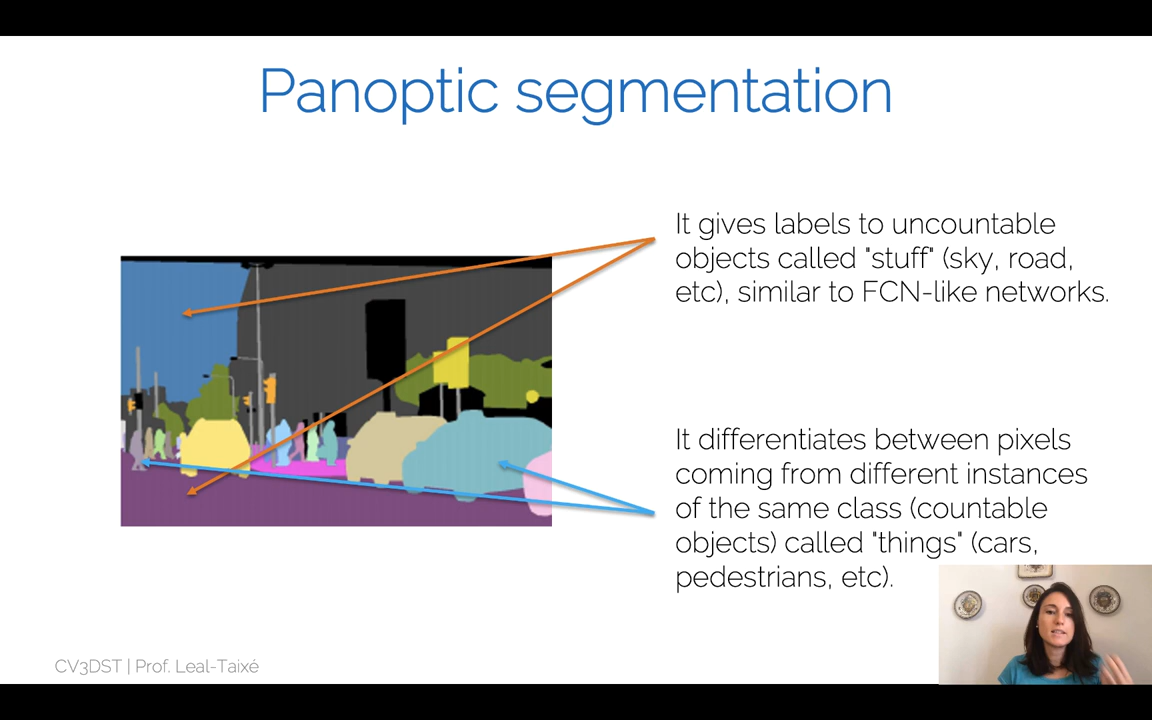 Panoptic segmentation
It gives labels to uncountable
objects called "stuff" (sky, road,
etc), similar to FCN-like networks.
It differentiates between pixels
coming from different instances
of the same class (countable
objects) called "things" (cars,
pedestrians, etc).
CV3DST | Prof. Leal-Taixé